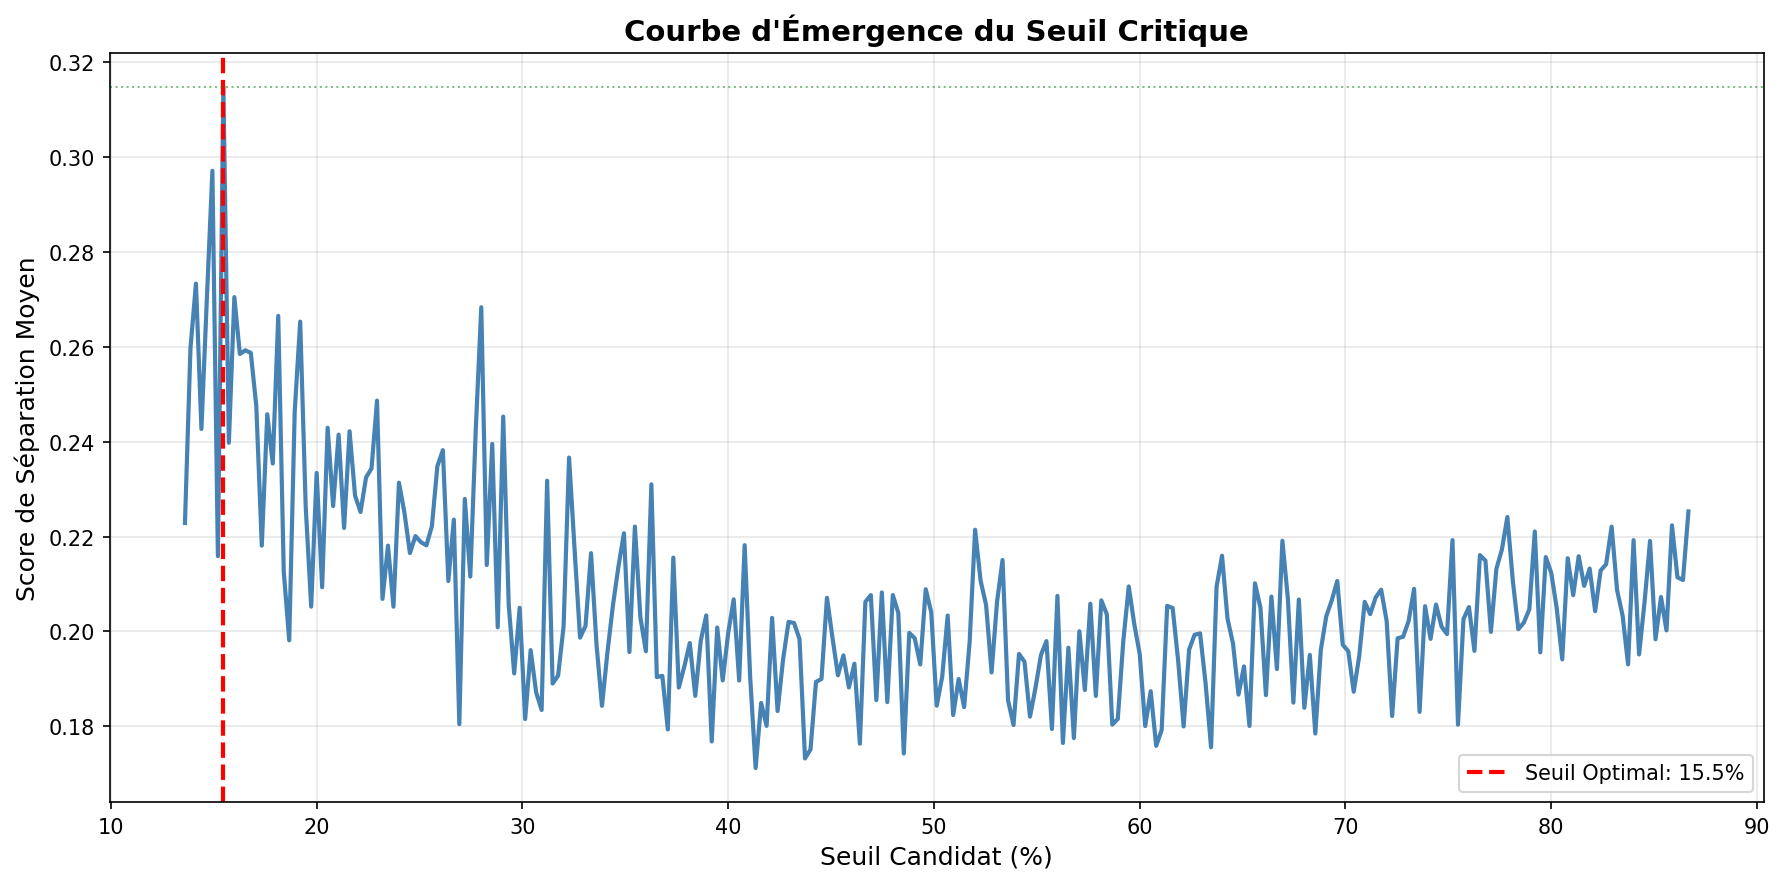 Courbe d'Émergence du Seuil Critique
Score de Séparation Moyen
0.32
0.30
0.28
0.26
0.24
0.22
0.20
0.18
Seuil Optimal: 15.5%
10 20 30 40 50 60 70 80 90
Seuil Candidat (%)